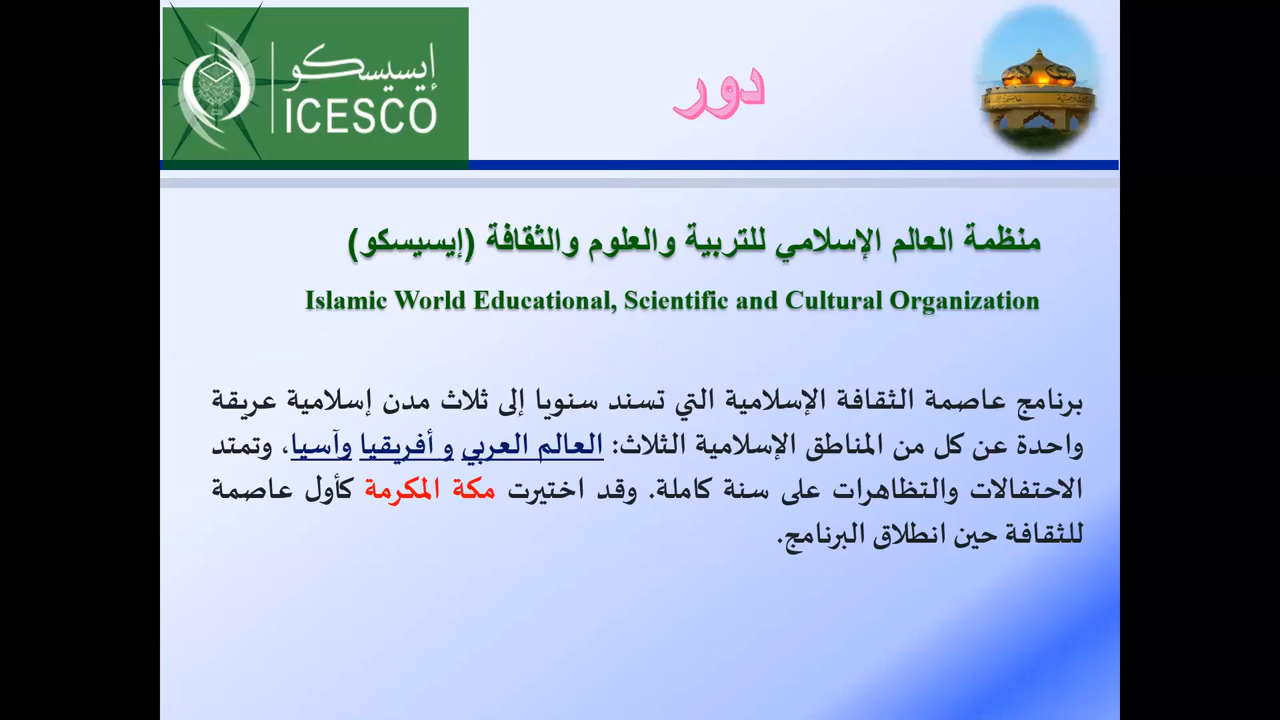 إيسيسكو
ICESCO
دور
منظمة العالم الإسلامي للتربية والعلوم والثقافة (إيسيسكو)
Islamic World Educational, Scientific and Cultural Organization
برنامج عاصمة الثقافة الإسلامية التي تسند سنويا إلى ثلاث مدن إسلامية عريقة
واحدة عن كل من المناطق الإسلامية الثلاث: العالم العربي و أفريقيا وآسيا، وتمتد
الاحتفالات والتظاهرات على سنة كاملة. وقد اختيرت مكة المكرمة كأول عاصمة
للثقافة حين انطلاق البرنامج.